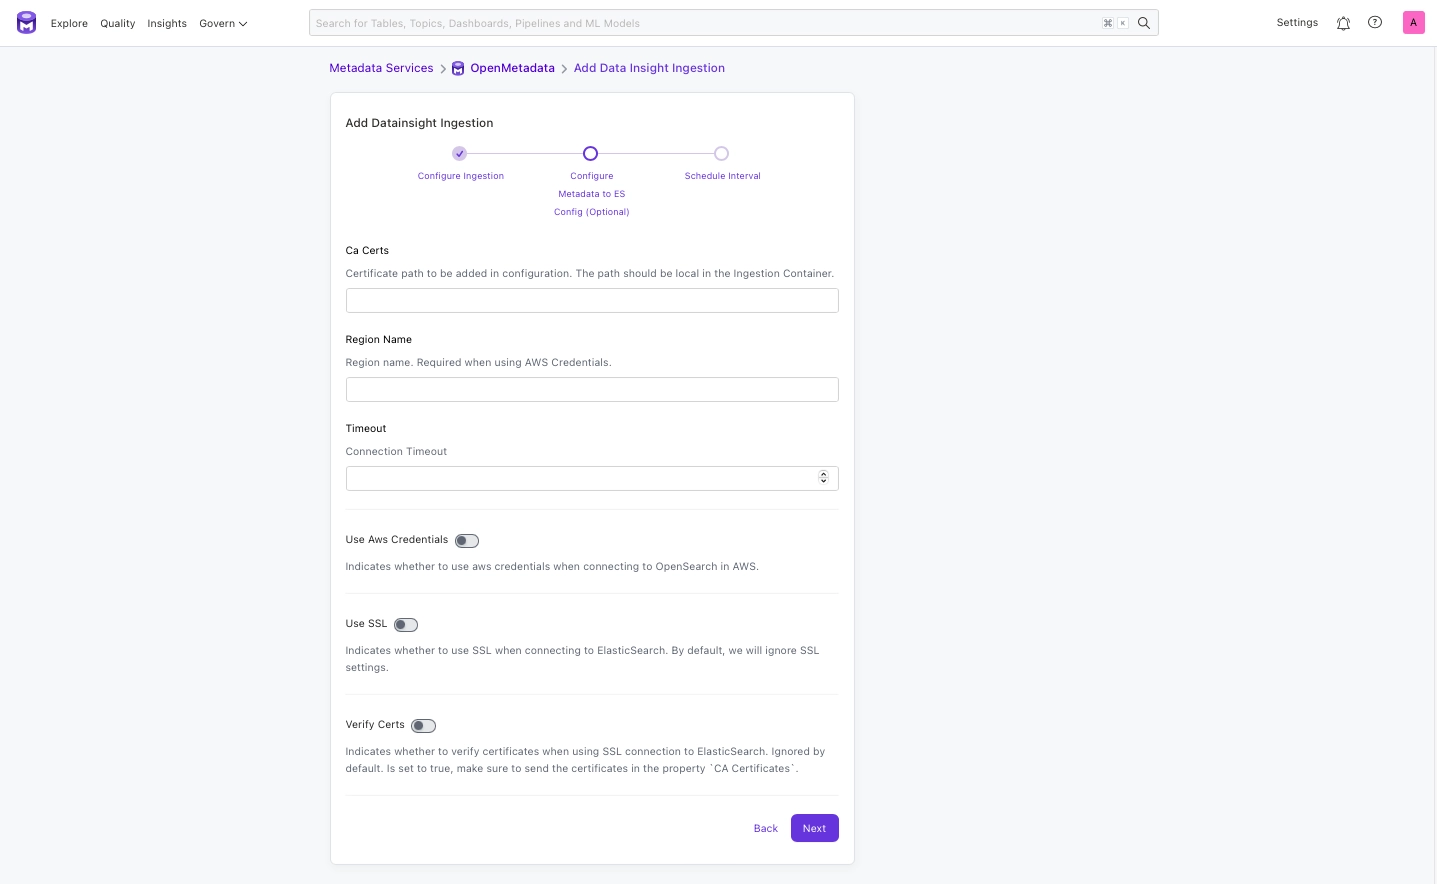 Explore Quality Insights Govern
Search for Tables, Topics, Dashboards, Pipelines and ML Models
⌘ K
Settings
A
Metadata Services > OpenMetadata > Add Data Insight Ingestion
Add Datainsight Ingestion
Configure Ingestion
Configure
Metadata to ES
Config (Optional)
Schedule Interval
Ca Certs
Certificate path to be added in configuration. The path should be local in the Ingestion Container.
Region Name
Region name. Required when using AWS Credentials.
Timeout
Connection Timeout
Use Aws Credentials
Indicates whether to use aws credentials when connecting to OpenSearch in AWS.
Use SSL
Indicates whether to use SSL when connecting to ElasticSearch. By default, we will ignore SSL
settings.
Verify Certs
Indicates whether to verify certificates when using SSL connection to ElasticSearch. Ignored by
default. Is set to true, make sure to send the certificates in the property `CA Certificates`.
Back Next